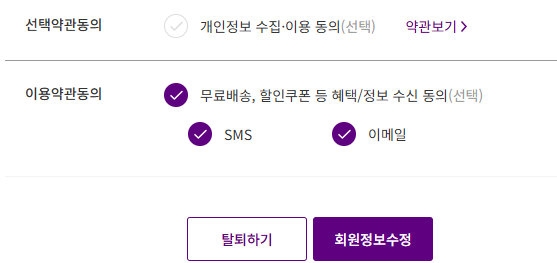 선택약관동의
개인정보 수집·이용 동의(선택) 약관보기 >
이용약관동의
무료배송, 할인쿠폰 등 혜택/정보 수신 동의(선택)
SMS 이메일
탈퇴하기 회원정보수정